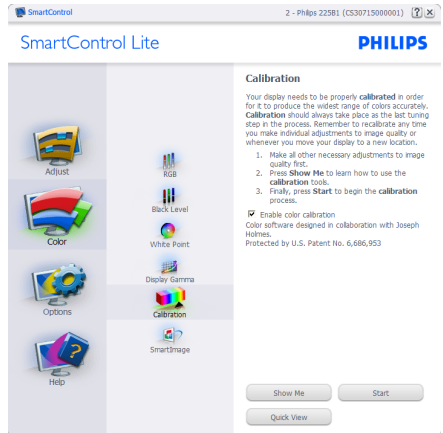 SmartControl
2 - Philips 225B1 (CS30715000001)
SmartControl Lite
PHILIPS
Adjust
Color
Options
Help
RGB
Black Level
White Point
Display Gamma
Calibration
SmartImage
Calibration
Your display needs to be properly calibrated in order
for it to produce the widest range of colors accurately.
Calibration should always take place as the last tuning
step in the process. Remember to recalibrate any time
you make individual adjustments to image quality or
whenever you move your display to a new location.
1. Make all other necessary adjustments to image
quality first.
2. Press Show Me to learn how to use the
calibration tools.
3. Finally, press Start to begin the calibration
process.
Enable color calibration
Color software designed in collaboration with Joseph
Holmes.
Protected by U.S. Patent No. 6,686,953
Show Me
Start
Quick View